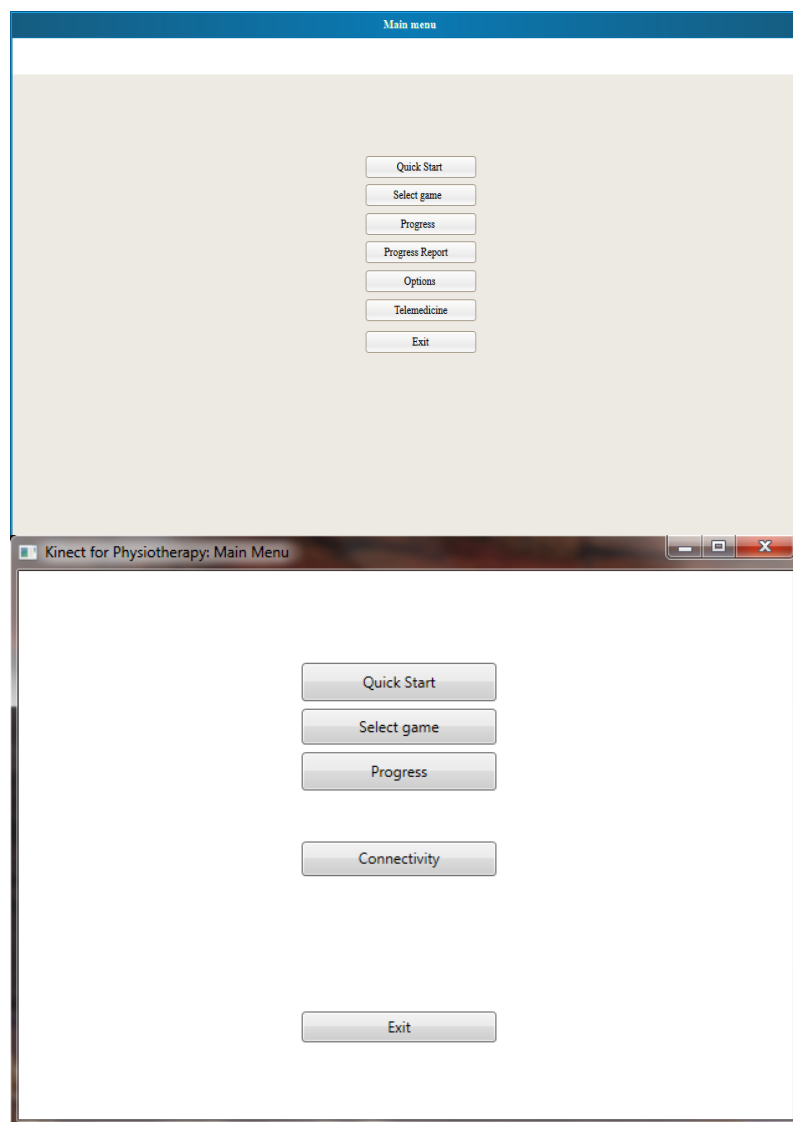 Main menu
Quick Start
Select game
Progress
Progress Report
Options
Telemedicine
Exit
Kinect for Physiotherapy: Main Menu
Quick Start
Select game
Progress
Connectivity
Exit